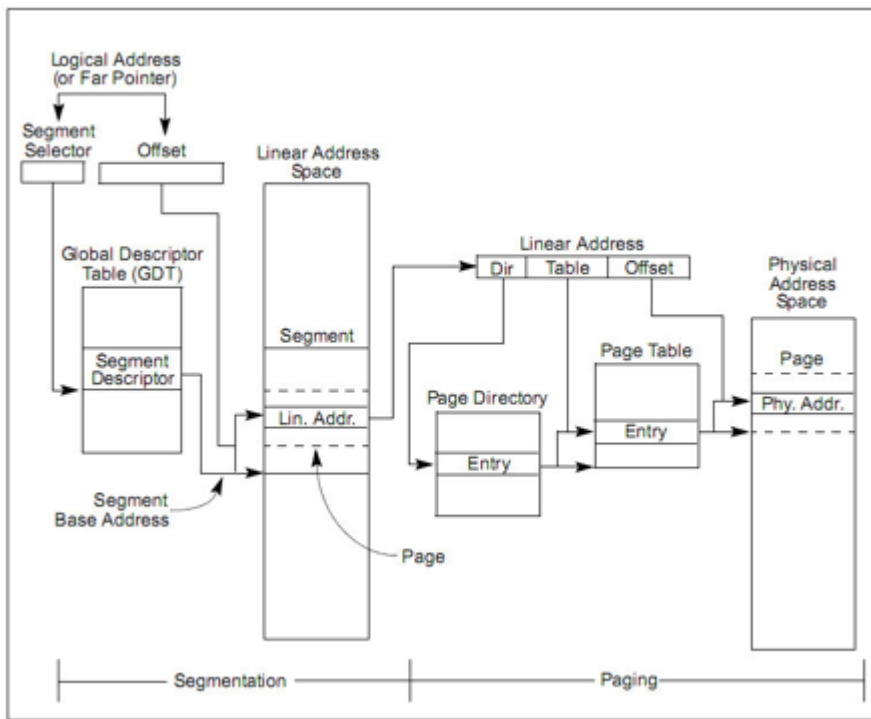 Logical Address
(or Far Pointer)
Segment
Selector
Offset
Linear Address
Space
Global Descriptor
Table (GDT)
Segment
Descriptor
Segment
Lin. Addr.
Segment
Base Address
Page
Linear Address
Dir
Table
Offset
Physical
Address
Space
Page Table
Page Directory
Entry
Entry
Page
Phy. Addr.
Segmentation
Paging